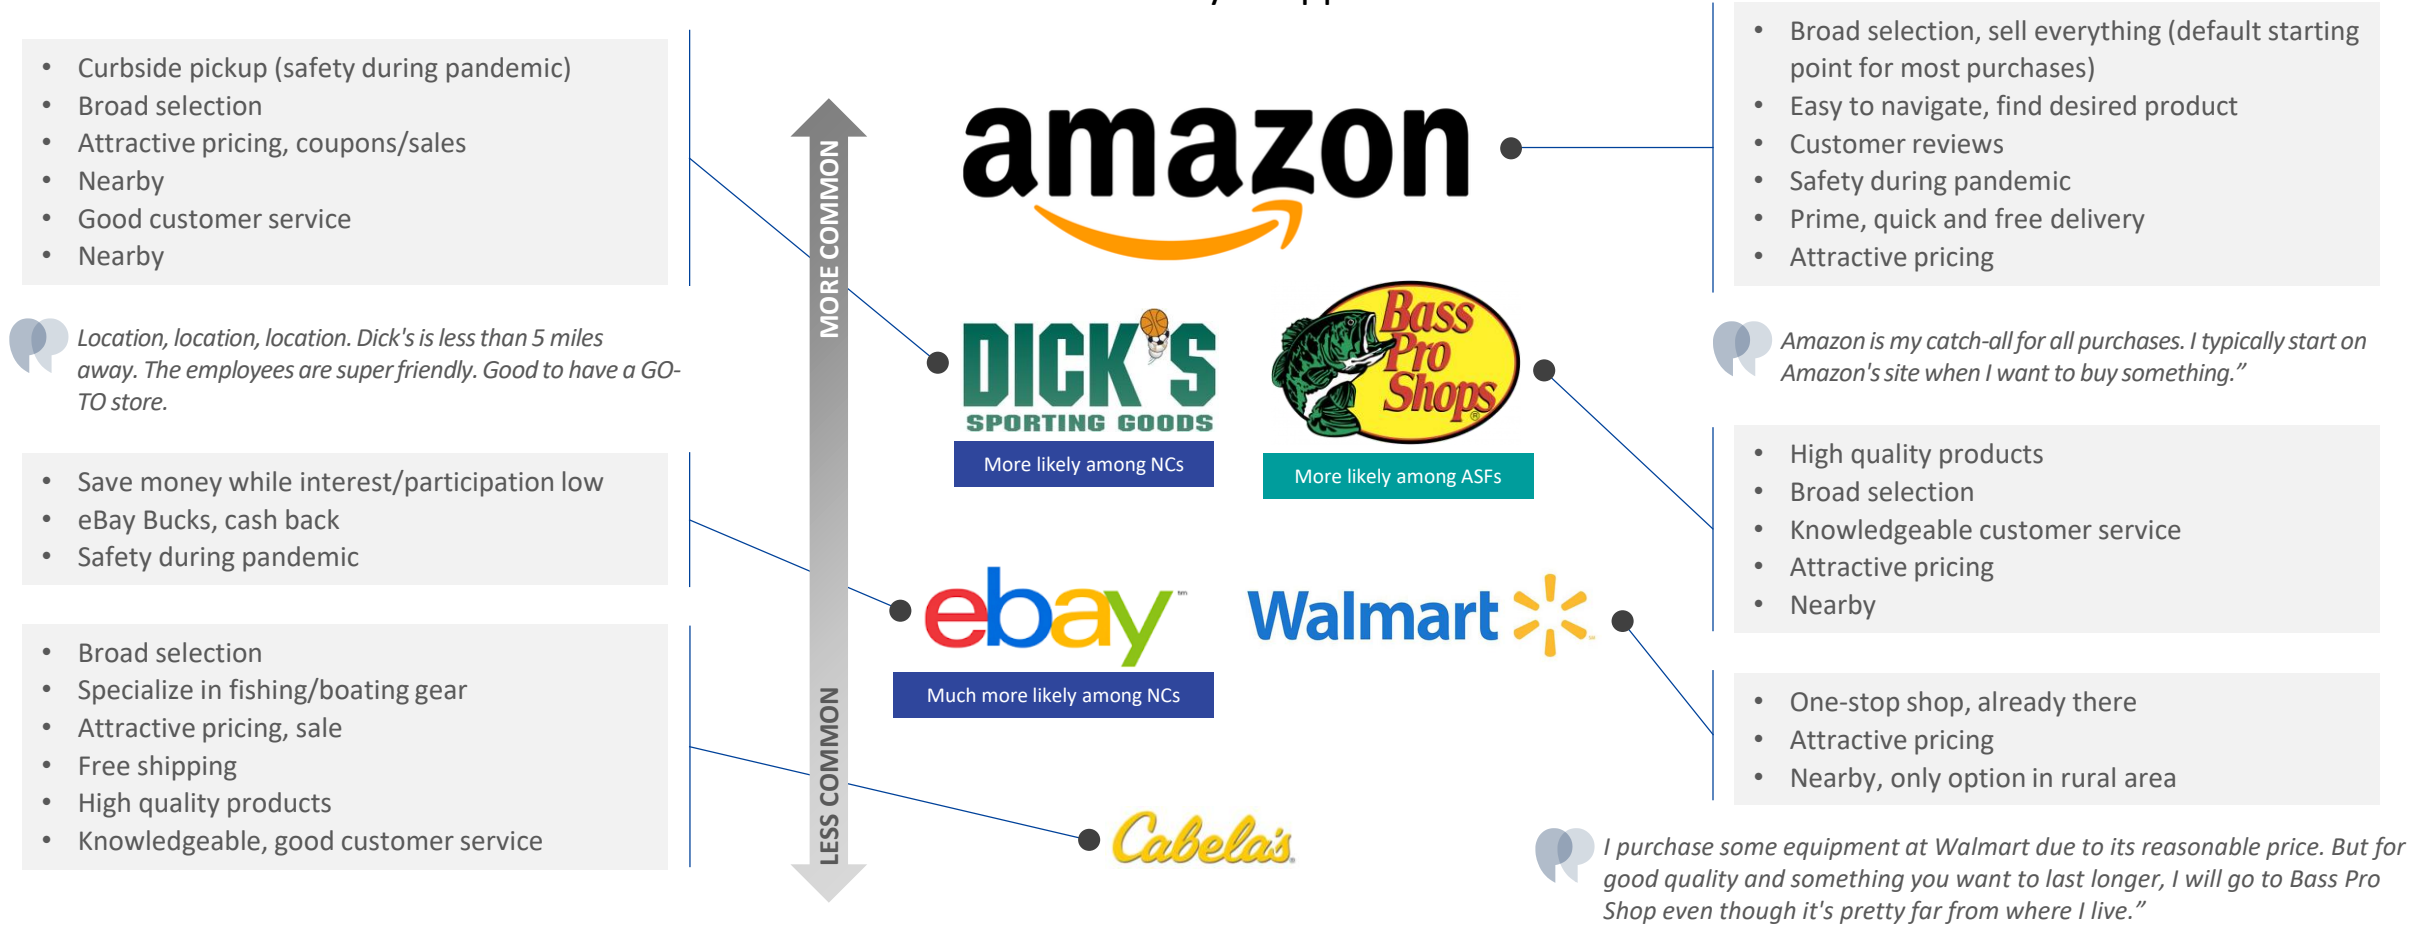 • Curbside pickup (safety during pandemic)
• Broad selection
• Attractive pricing, coupons/sales
• Nearby
• Good customer service
• Nearby
Location, location, location. Dick's is less than 5 miles
away. The employees are super friendly. Good to have a GO-
TO store.
• Save money while interest/participation low
• eBay Bucks, cash back
• Safety during pandemic
• Broad selection
• Specialize in fishing/boating gear
• Attractive pricing, sale
• Free shipping
• High quality products
• Knowledgeable, good customer service
MORE COMMON
LESS COMMON
amazon
DICK'S
SPORTING GOODS
More likely among NCs
Bass
Pro
Shops
More likely among ASFs
ebay
Much more likely among NCs
Walmart
Cabela's
• Broad selection, sell everything (default starting
point for most purchases)
• Easy to navigate, find desired product
• Customer reviews
• Safety during pandemic
• Prime, quick and free delivery
• Attractive pricing
Amazon is my catch-all for all purchases. I typically start on
Amazon's site when I want to buy something.”
• High quality products
• Broad selection
• Knowledgeable customer service
• Attractive pricing
• Nearby
• One-stop shop, already there
• Attractive pricing
• Nearby, only option in rural area
I purchase some equipment at Walmart due to its reasonable price. But for
good quality and something you want to last longer, I will go to Bass Pro
Shop even though it's pretty far from where I live.”